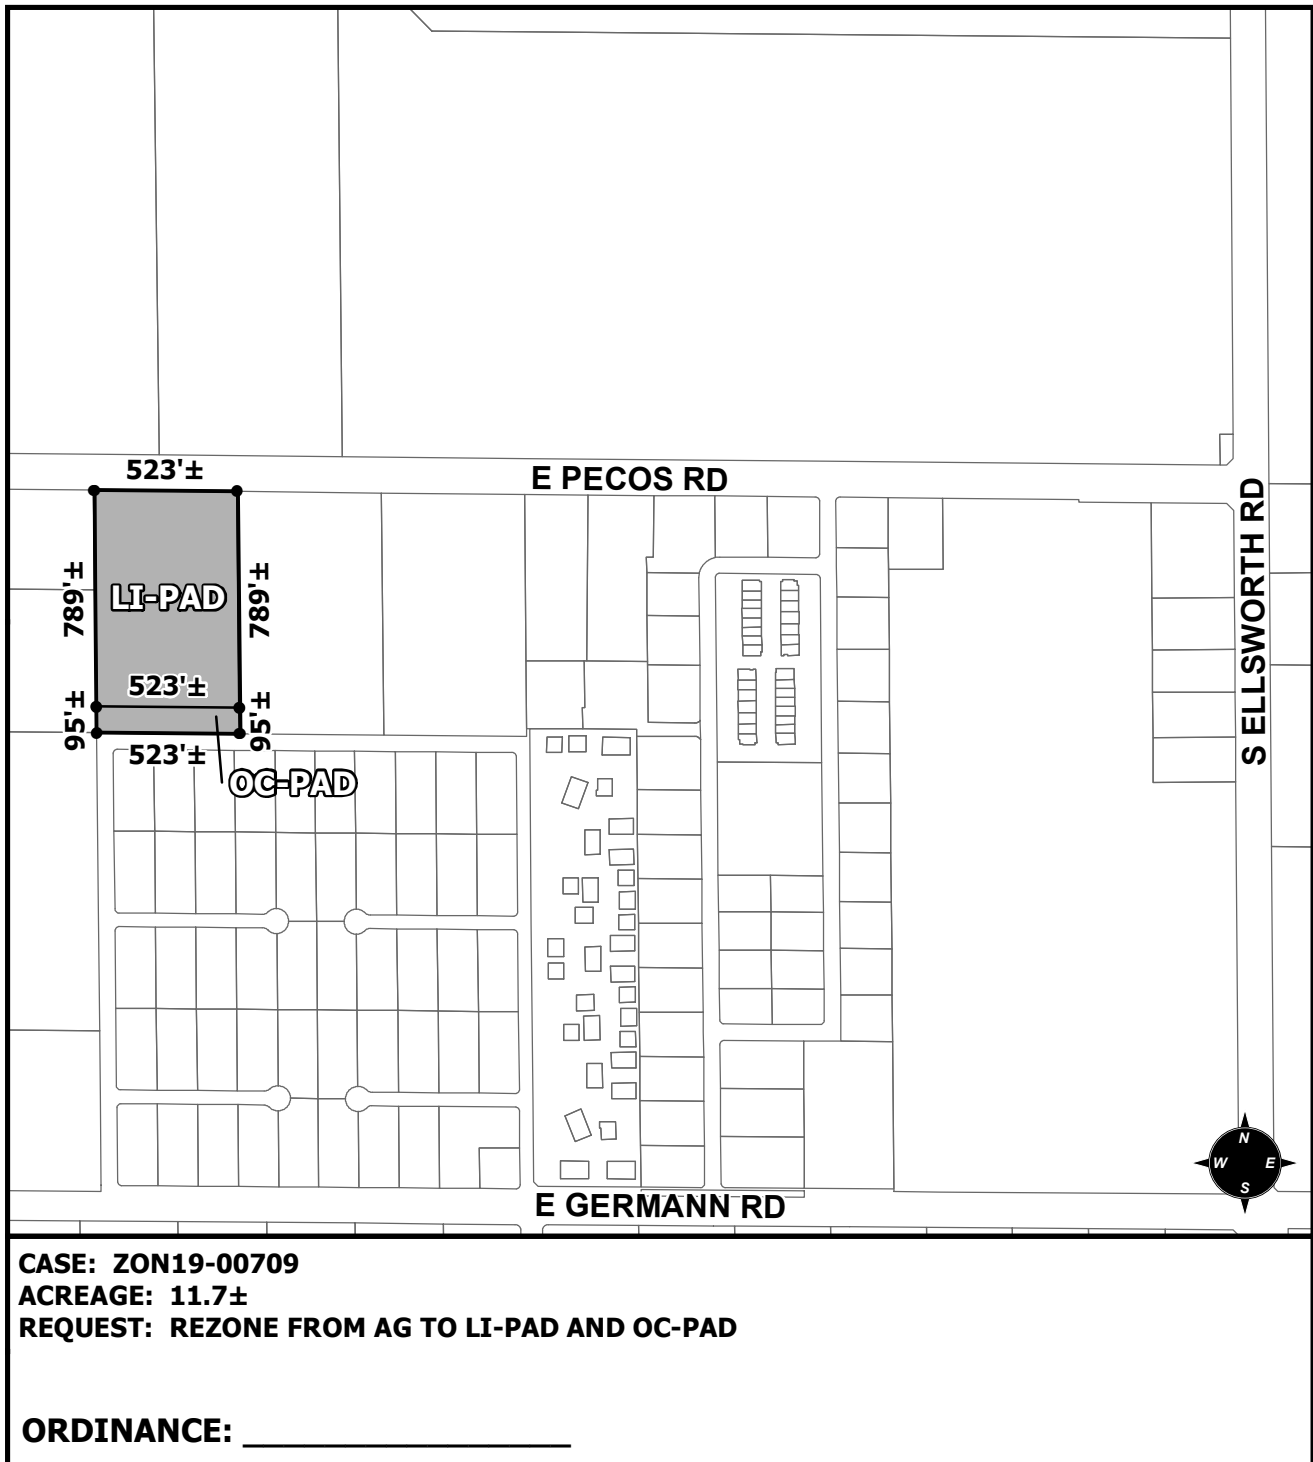 E PECOS RD
523'±
789'±
LI-PAD
789'±
523'±
95'±
95'±
523'±
OC-PAD
S ELLSWORTH RD
N
W E
S
E GERMANN RD
CASE: ZON19-00709
ACREAGE: 11.7±
REQUEST: REZONE FROM AG TO LI-PAD AND OC-PAD
ORDINANCE: ____________________